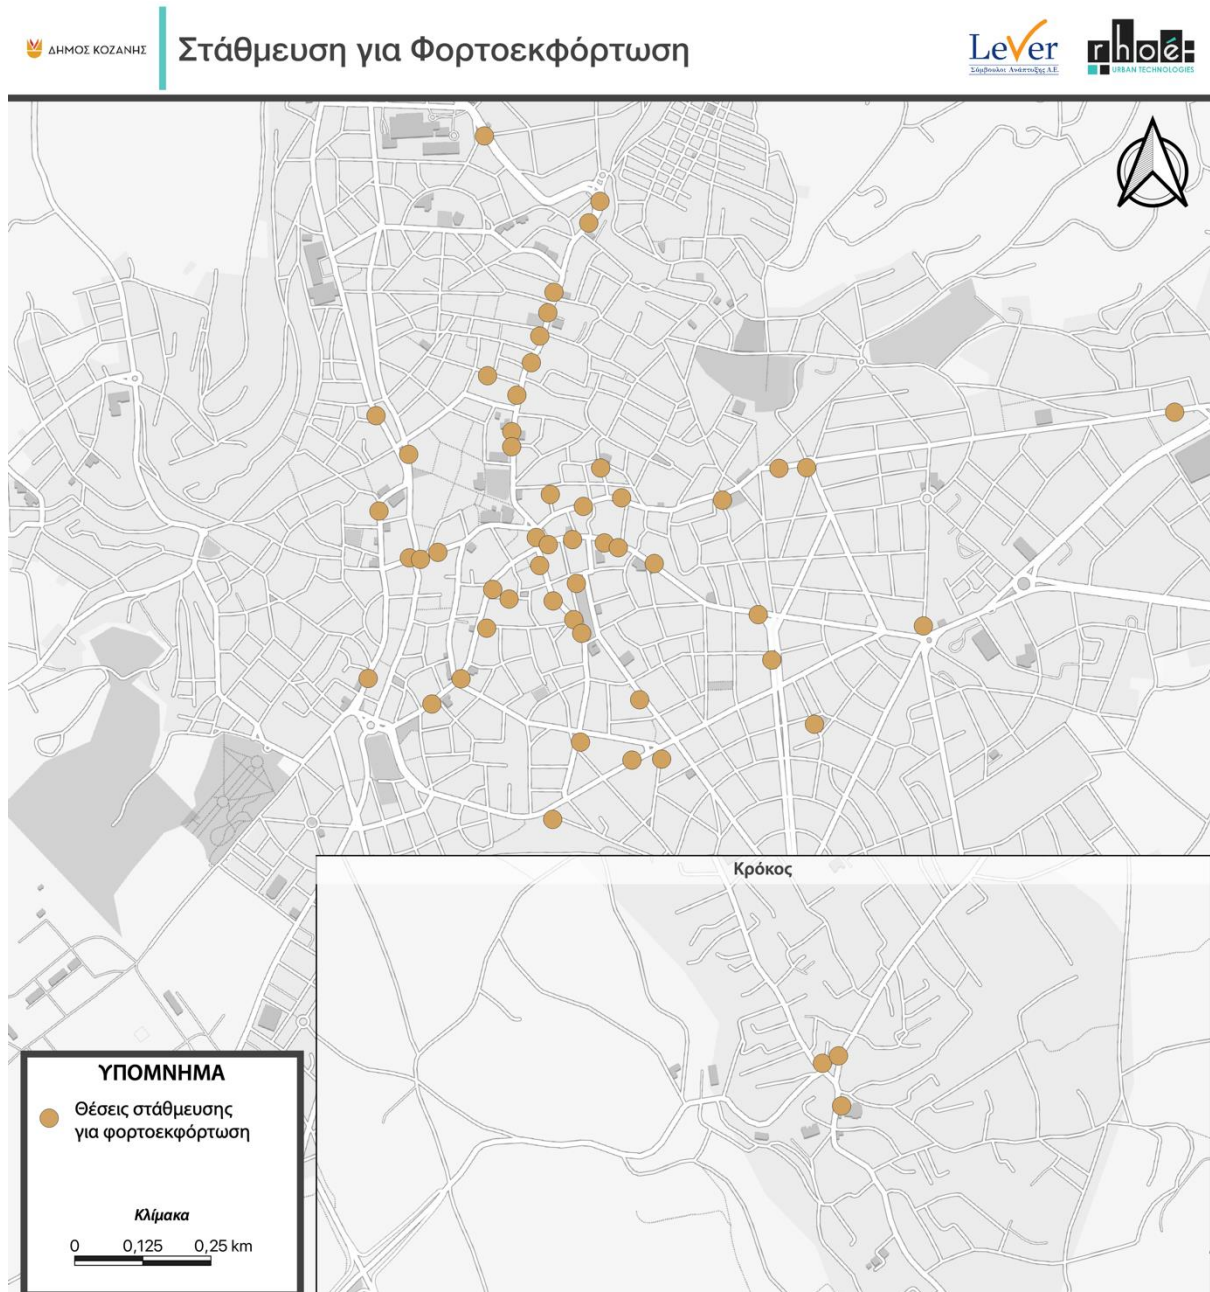 ΔΗΜΟΣ ΚΟΖΑΝΗΣ
Στάθμευση για Φορτοεκφόρτωση
LeVer
Σύμβουλοι Ανάπτυξης Α.Ε.
rhoé:
URBAN TECHNOLOGIES
Κρόκος
ΥΠΟΜΝΗΜΑ
Θέσεις στάθμευσης
για φορτοεκφόρτωση
Κλίμακα
0 0,125 0,25 km